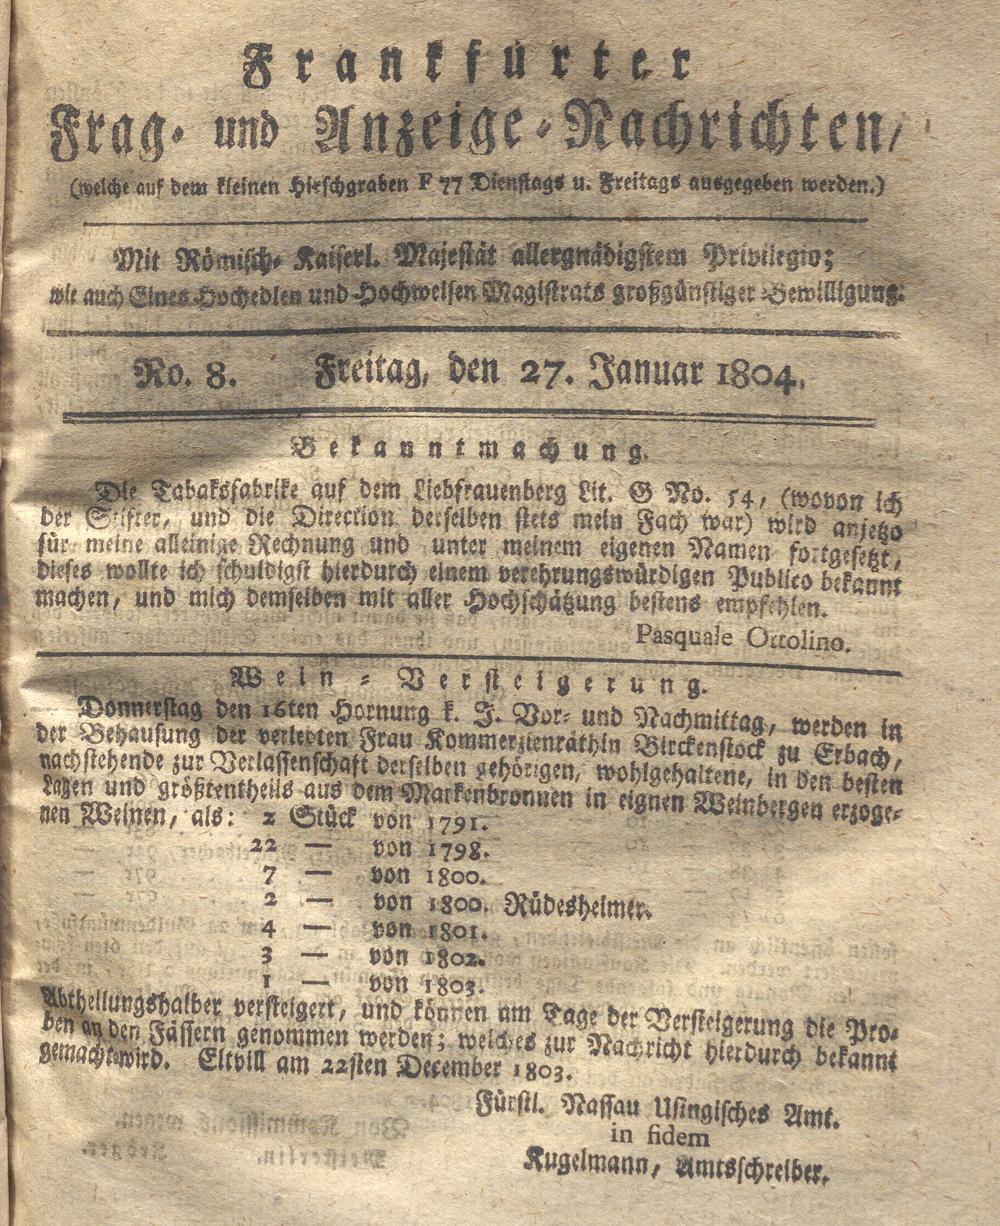 Frankfurter
Frag- und Anzeige-Nachrichten,
(welche auf dem kleinen Hirschgraben F 77 Dienstags u. Freitags ausgegeben werden.)
Mit Römisch- Kaiserl. Majestät allergnädigstem Privilegio;
wie auch Eines Hochedlen und Hochweisen Magistrats großgünstiger Bewilligung.
No. 8. Freitag, den 27. Januar 1804.
Bekanntmachung.
Die Tabaksfabrike auf dem Liebfrauenberg Lit. G No. 54, (wovon ich
der Stifter, und die Direction derselben stets mein Fach war) wird anjetzo
für meine alleinige Rechnung und unter meinem eigenen Namen fortgesetzt,
dieses wollte ich schuldigst hierdurch einem verehrungswürdigen Publico bekannt
machen, und mich demselben mit aller Hochschätzung bestens empfehlen.
Pasquale Ottolino.
Wein - Versteigerung.
Donnerstag den 16ten Hornung k. J. Vor- und Nachmittag, werden in
der Behausung der verlebten Frau Kommerzienräthin Birckenstock zu Erbach,
nachstehende zur Verlassenschaft derselben gehörigen, wohlgehaltene, in den besten
Lagen und größtentheils aus dem Markenbronnen in eignen Weinbergen erzoge-
nen Weinen, als: 2 Stück von 1791.
22 — von 1798.
7 — von 1800.
2 — von 1800. Rüdesheimer.
4 — von 1801.
3 — von 1802.
1 — von 1803.
Abtheilungshalber versteigert, und können am Tage der Versteigerung die Pro-
ben an den Fässern genommen werden; welches zur Nachricht hierdurch bekannt
gemacht wird. Eltvill am 22sten December 1803.
Fürstl. Nassau Usingisches Amt.
in fidem
Kugelmann, Amtsschreiber.